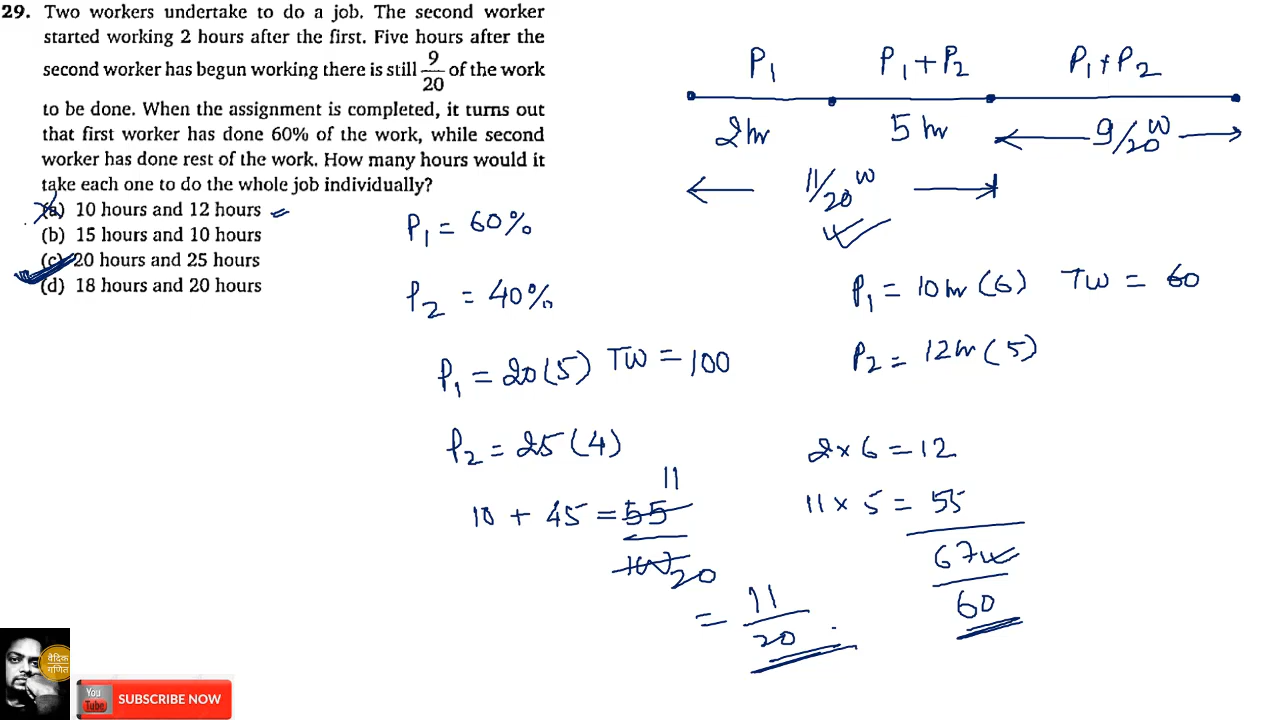 29. Two workers undertake to do a job. The second worker
started working 2 hours after the first. Five hours after the
second worker has begun working there is still 9/20 of the work
to be done. When the assignment is completed, it turns out
that first worker has done 60% of the work, while second
worker has done rest of the work. How many hours would it
take each one to do the whole job individually?
(a) 10 hours and 12 hours
(b) 15 hours and 10 hours
(c) 20 hours and 25 hours
(d) 18 hours and 20 hours
P1 P1+P2 P1+P2
2hr 5 hr 9/20 W
11/20 W
P1 = 60%
P2 = 40%
P1 = 20(5) TW = 100
P2 = 25(4)
10 + 45 = 55 11
100 20
= 11/20
P1 = 10hr (6) TW = 60
P2 = 12hr (5)
2 × 6 = 12
11 × 5 = 55
67W
60
वैदिक
गणित
You
Tube
SUBSCRIBE NOW